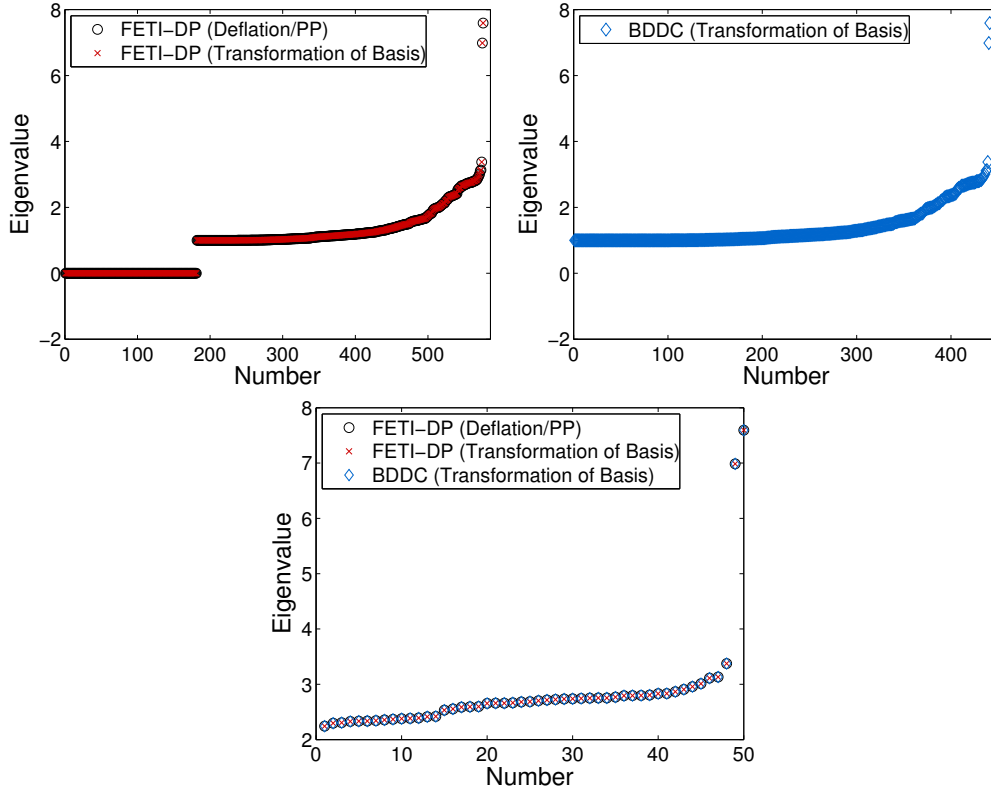 8
6
4
2
0
−2
Eigenvalue
FETI−DP (Deflation/PP)
FETI−DP (Transformation of Basis)
0 100 200 300 400 500
Number
8
6
4
2
0
−2
Eigenvalue
BDDC (Transformation of Basis)
0 100 200 300 400
Number
8
7
6
5
4
3
2
Eigenvalue
FETI−DP (Deflation/PP)
FETI−DP (Transformation of Basis)
BDDC (Transformation of Basis)
0 10 20 30 40 50
Number